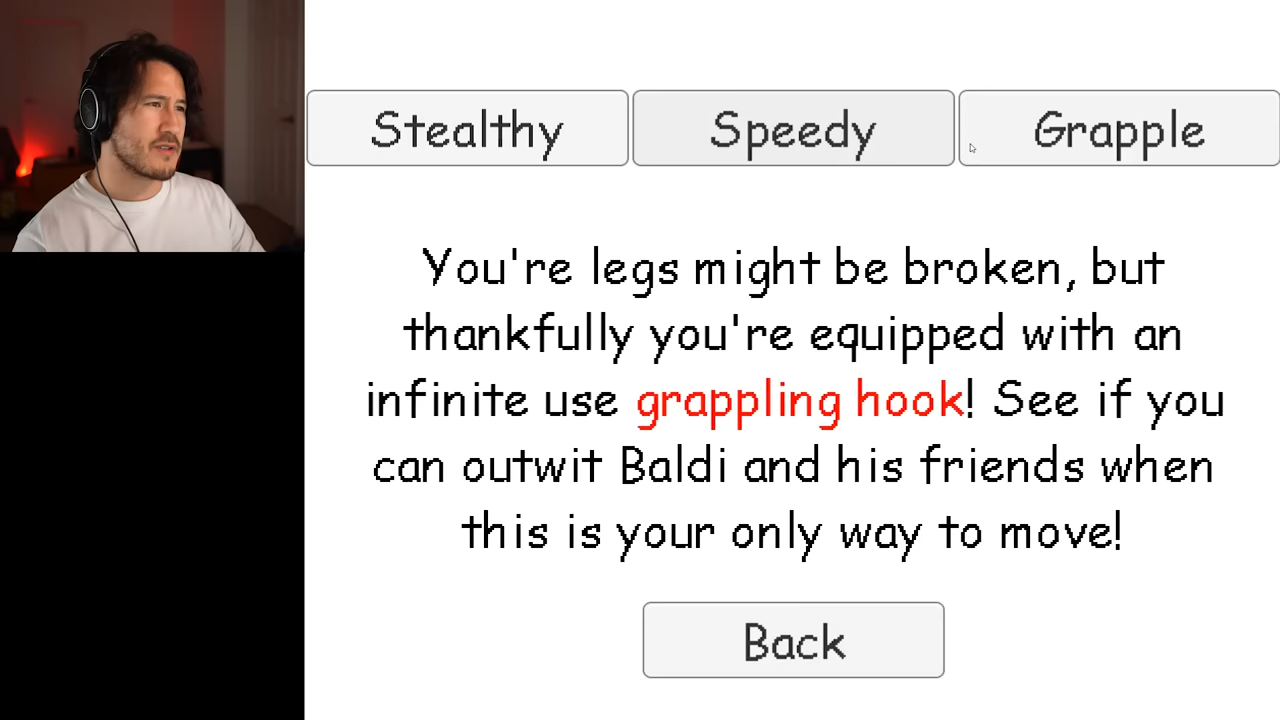 Stealthy
Speedy
Grapple
You're legs might be broken, but
thankfully you're equipped with an
infinite use grappling hook! See if you
can outwit Baldi and his friends when
this is your only way to move!
Back